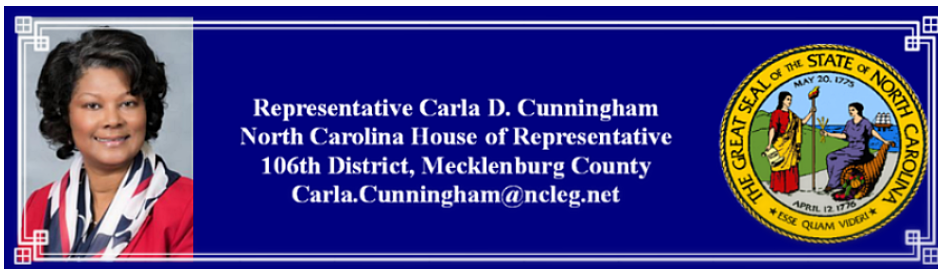 Representative Carla D. Cunningham
North Carolina House of Representative
106th District, Mecklenburg County
Carla.Cunningham@ncleg.net
THE GREAT SEAL OF THE STATE OF NORTH CAROLINA
MAY 20, 1775
APRIL 12, 1776
★ ESSE QUAM VIDERI ★